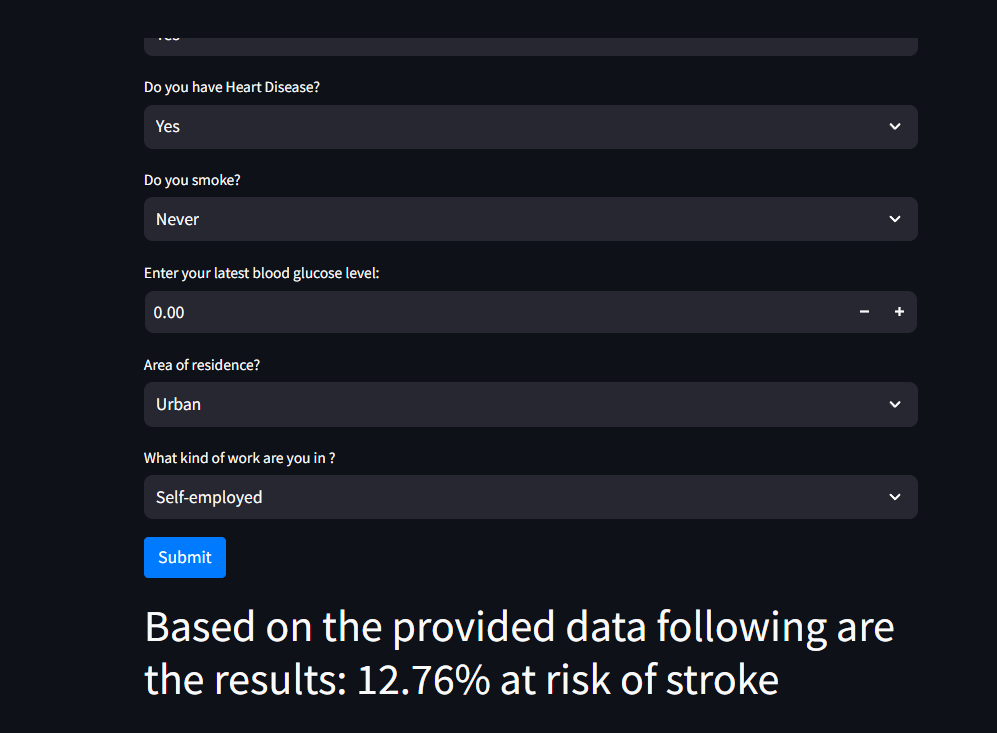 Yes
Do you have Heart Disease?
Yes
Do you smoke?
Never
Enter your latest blood glucose level:
0.00
Area of residence?
Urban
What kind of work are you in ?
Self-employed
Submit
Based on the provided data following are
the results: 12.76% at risk of stroke